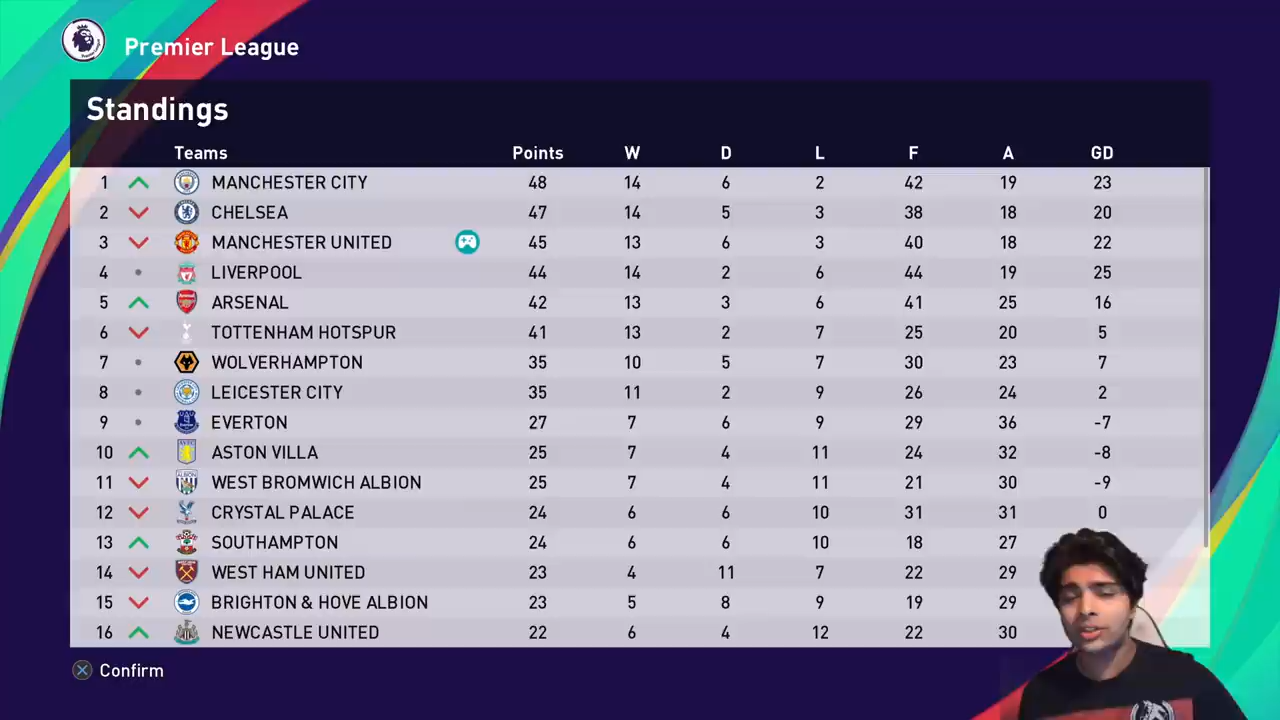 Premier League
Standings
Teams Points W D L F A GD
1 MANCHESTER CITY 48 14 6 2 42 19 23
2 CHELSEA 47 14 5 3 38 18 20
3 MANCHESTER UNITED 45 13 6 3 40 18 22
4 LIVERPOOL 44 14 2 6 44 19 25
5 ARSENAL 42 13 3 6 41 25 16
6 TOTTENHAM HOTSPUR 41 13 2 7 25 20 5
7 WOLVERHAMPTON 35 10 5 7 30 23 7
8 LEICESTER CITY 35 11 2 9 26 24 2
9 EVERTON 27 7 6 9 29 36 -7
10 ASTON VILLA 25 7 4 11 24 32 -8
11 WEST BROMWICH ALBION 25 7 4 11 21 30 -9
12 CRYSTAL PALACE 24 6 6 10 31 31 0
13 SOUTHAMPTON 24 6 6 10 18 27
14 WEST HAM UNITED 23 4 11 7 22 29
15 BRIGHTON & HOVE ALBION 23 5 8 9 19 29
16 NEWCASTLE UNITED 22 6 4 12 22 30
Confirm